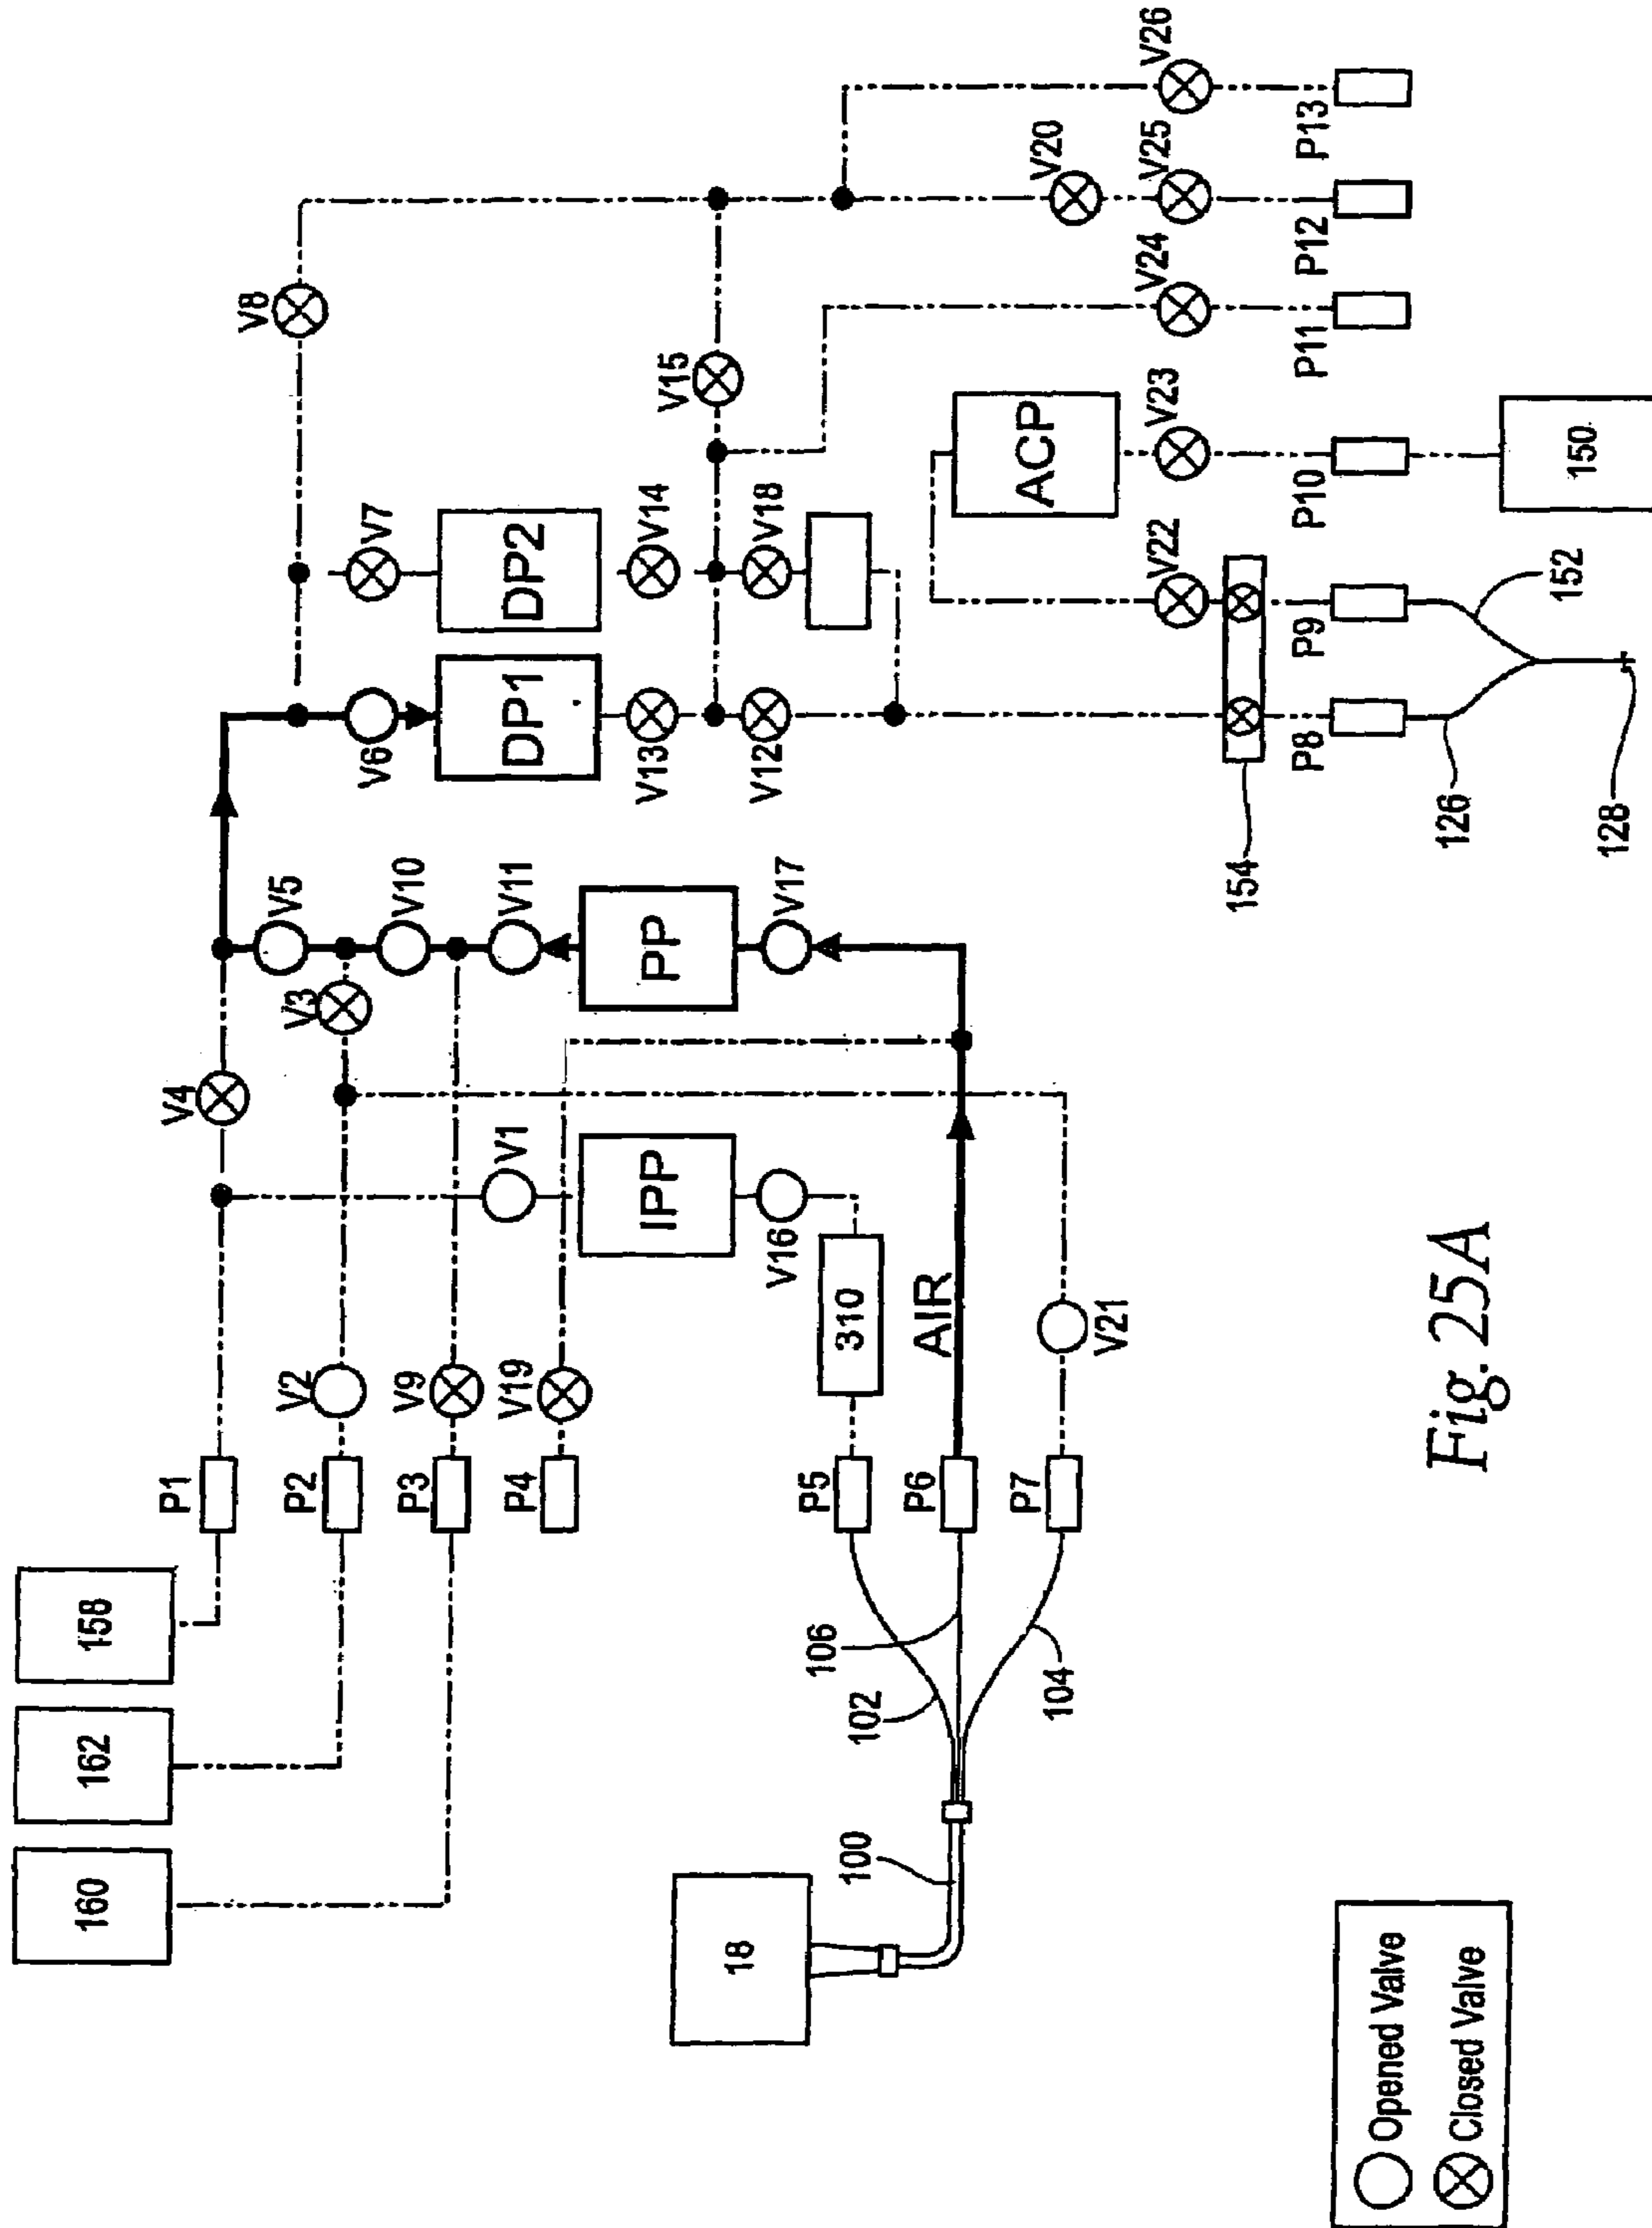 160
162
158
P1
P2
P3
P4
V2
V9
V19
V4
V3
V1
IPP
V16
310
P5
P6
P7
AIR
V21
V5
V10
V11
PP
V17
18
100
102
106
104
V8
V7
V6
DP2
DP1
V14
V13
V15
V18
V12
ACP
V20
V26
V25
V24
V23
V22
154
P8
P9
P10
P11
P12
P13
150
152
126
128
Opened Valve
Closed Valve
Fig. 25A